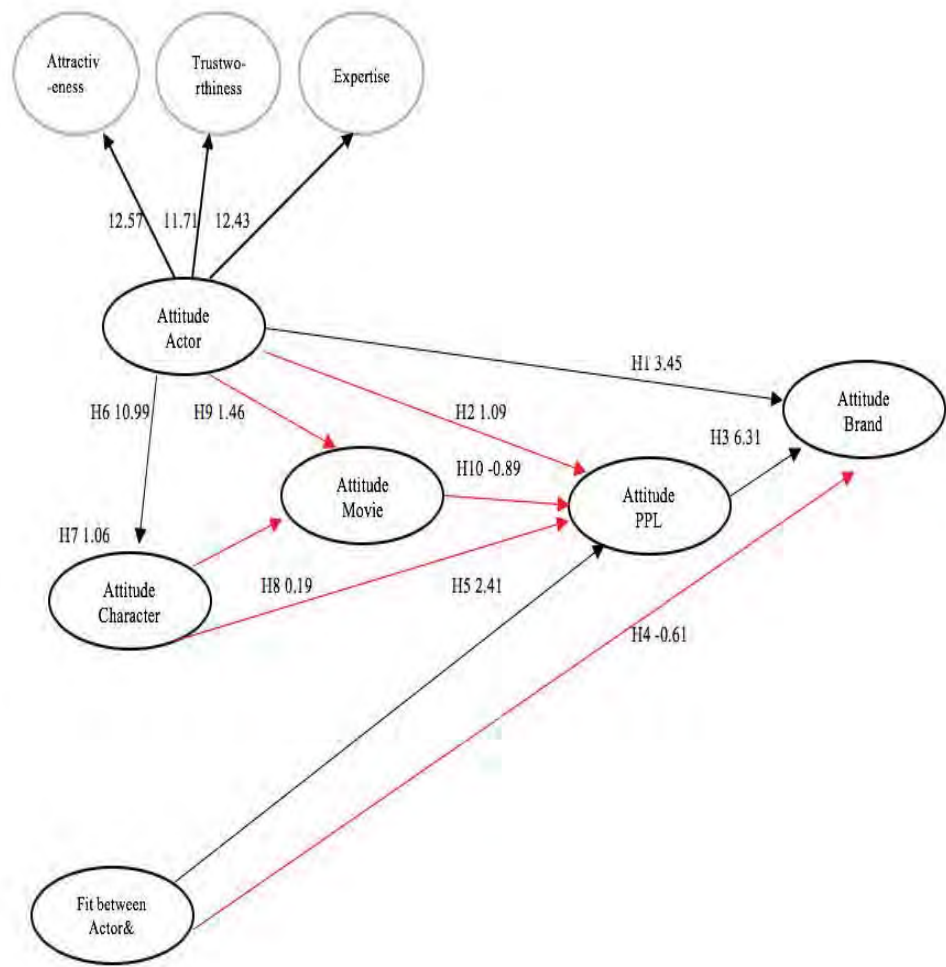 Attractiv
-eness
Trustwo-
rthiness
Expertise
12.57
11.71
12.43
Attitude
Actor
H1 3.45
H6 10.99
H9 1.46
H2 1.09
Attitude
Brand
H3 6.31
H10 -0.89
Attitude
Movie
Attitude
PPL
H7 1.06
H8 0.19
H5 2.41
Attitude
Character
H4 -0.61
Fit between
Actor&